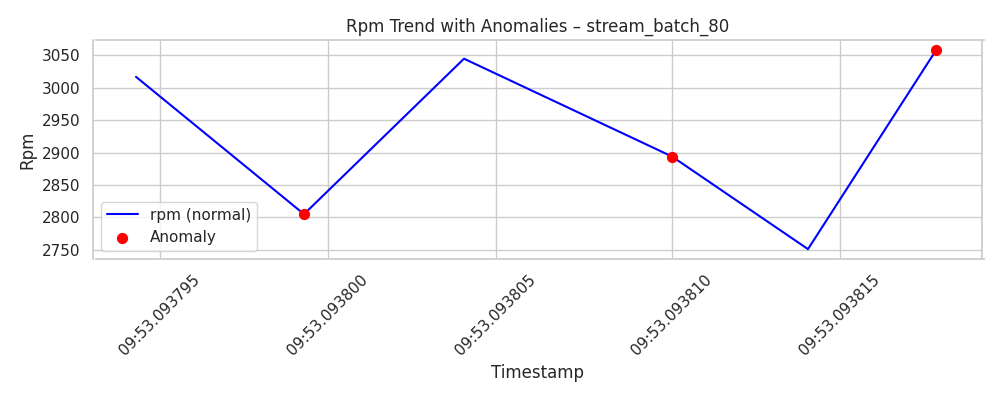 Rpm Trend with Anomalies – stream_batch_80
Rpm
3050
3000
2950
2900
2850
2800
2750
rpm (normal)
Anomaly
09:53.093795
09:53.093800
09:53.093805
09:53.093810
09:53.093815
Timestamp